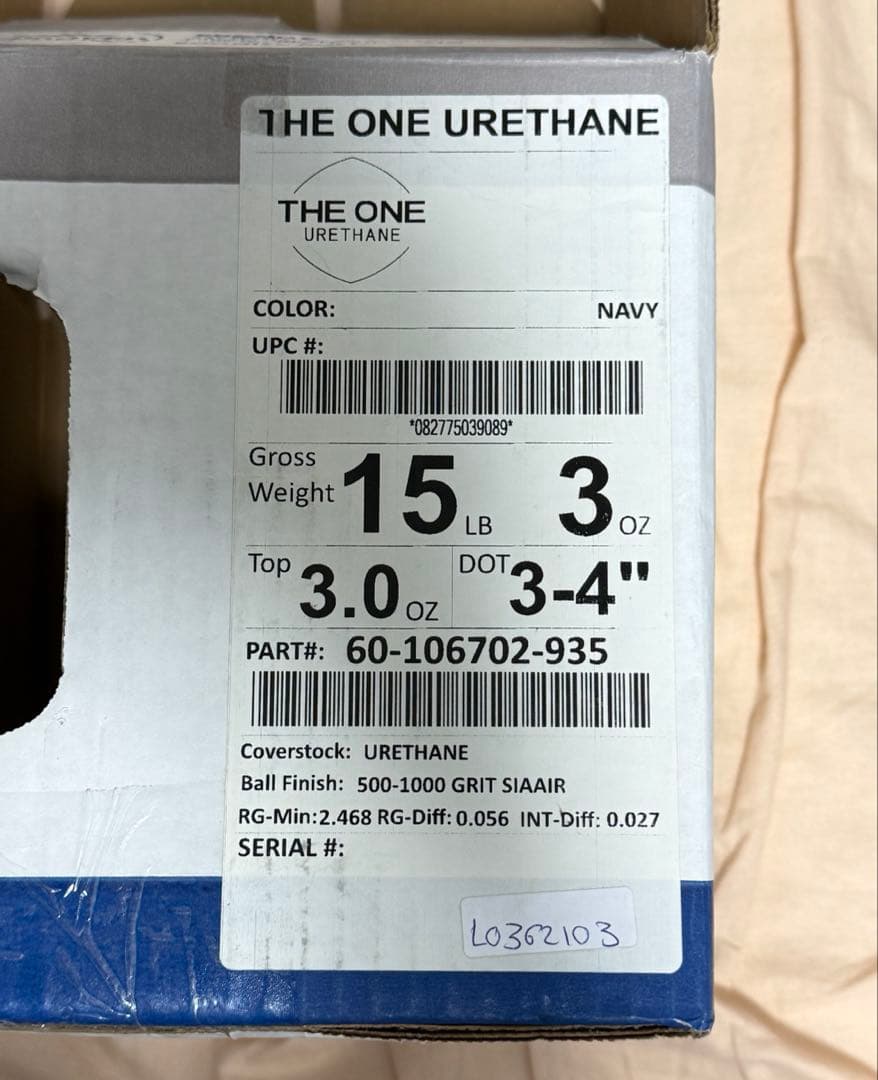 THE ONE URETHANE
THE ONE
URETHANE
COLOR: NAVY
UPC #:
*082775039089*
Gross Weight 15 LB 3 OZ
Top 3.0 OZ DOT 3-4"
PART#: 60-106702-935
Coverstock: URETHANE
Ball Finish: 500-1000 GRIT SIAAIR
RG-Min:2.468 RG-Diff: 0.056 INT-Diff: 0.027
SERIAL #:
L0362103